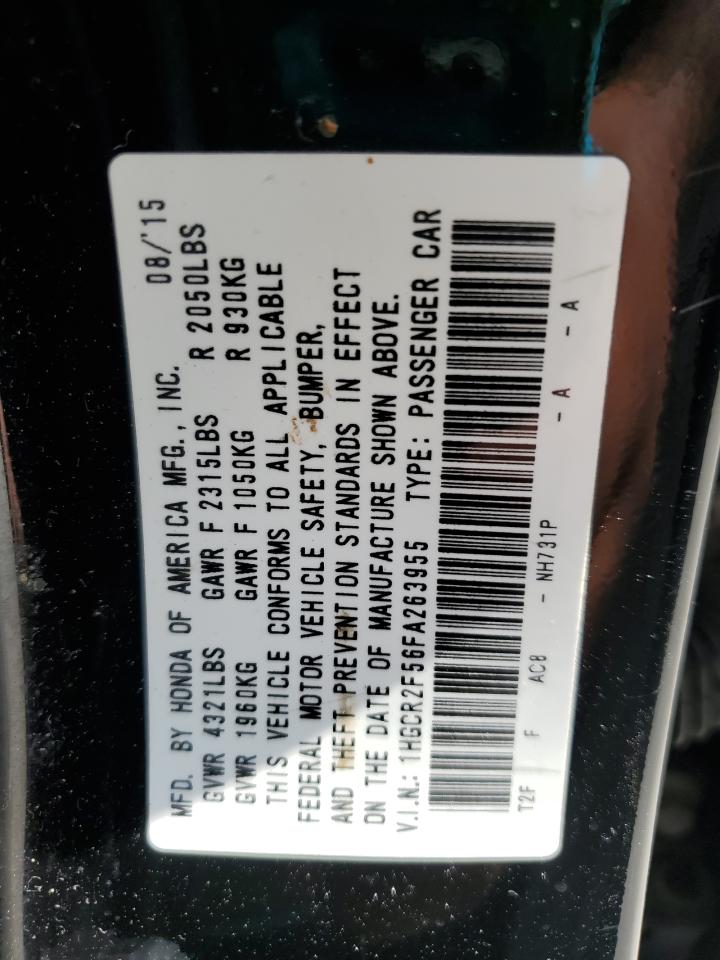 MFD. BY HONDA OF AMERICA MFG., INC. 08/'15
GVWR 4321LBS GAWR F 2315LBS R 2050LBS
GVWR 1960KG GAWR F 1050KG R 930KG
THIS VEHICLE CONFORMS TO ALL APPLICABLE
FEDERAL MOTOR VEHICLE SAFETY, BUMPER,
AND THEFT PREVENTION STANDARDS IN EFFECT
ON THE DATE OF MANUFACTURE SHOWN ABOVE.
V.I.N.: 1HGCR2F56FA263955 TYPE: PASSENGER CAR
T2F F AC8 - NH731P - A - A